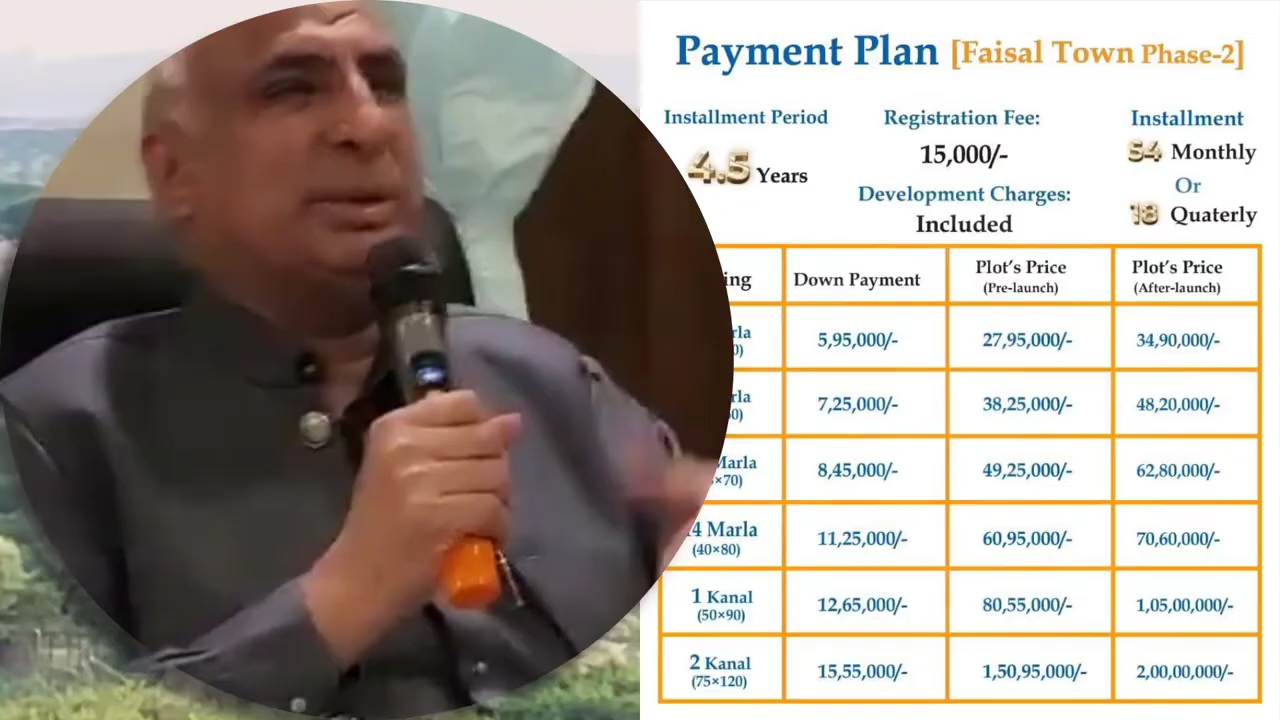 Payment Plan [Faisal Town Phase-2]
Installment Period
4.5 Years
Registration Fee:
15,000/-
Development Charges:
Included
Installment
54 Monthly
Or
18 Quaterly
Down Payment
Plot's Price
(Pre-launch)
Plot's Price
(After-launch)
5,95,000/- 27,95,000/- 34,90,000/-
7,25,000/- 38,25,000/- 48,20,000/-
Marla
8,45,000/- 49,25,000/- 62,80,000/-
Marla
(40×80)
11,25,000/- 60,95,000/- 70,60,000/-
1 Kanal
(50×90)
12,65,000/- 80,55,000/- 1,05,00,000/-
2 Kanal
(75×120)
15,55,000/- 1,50,95,000/- 2,00,00,000/-